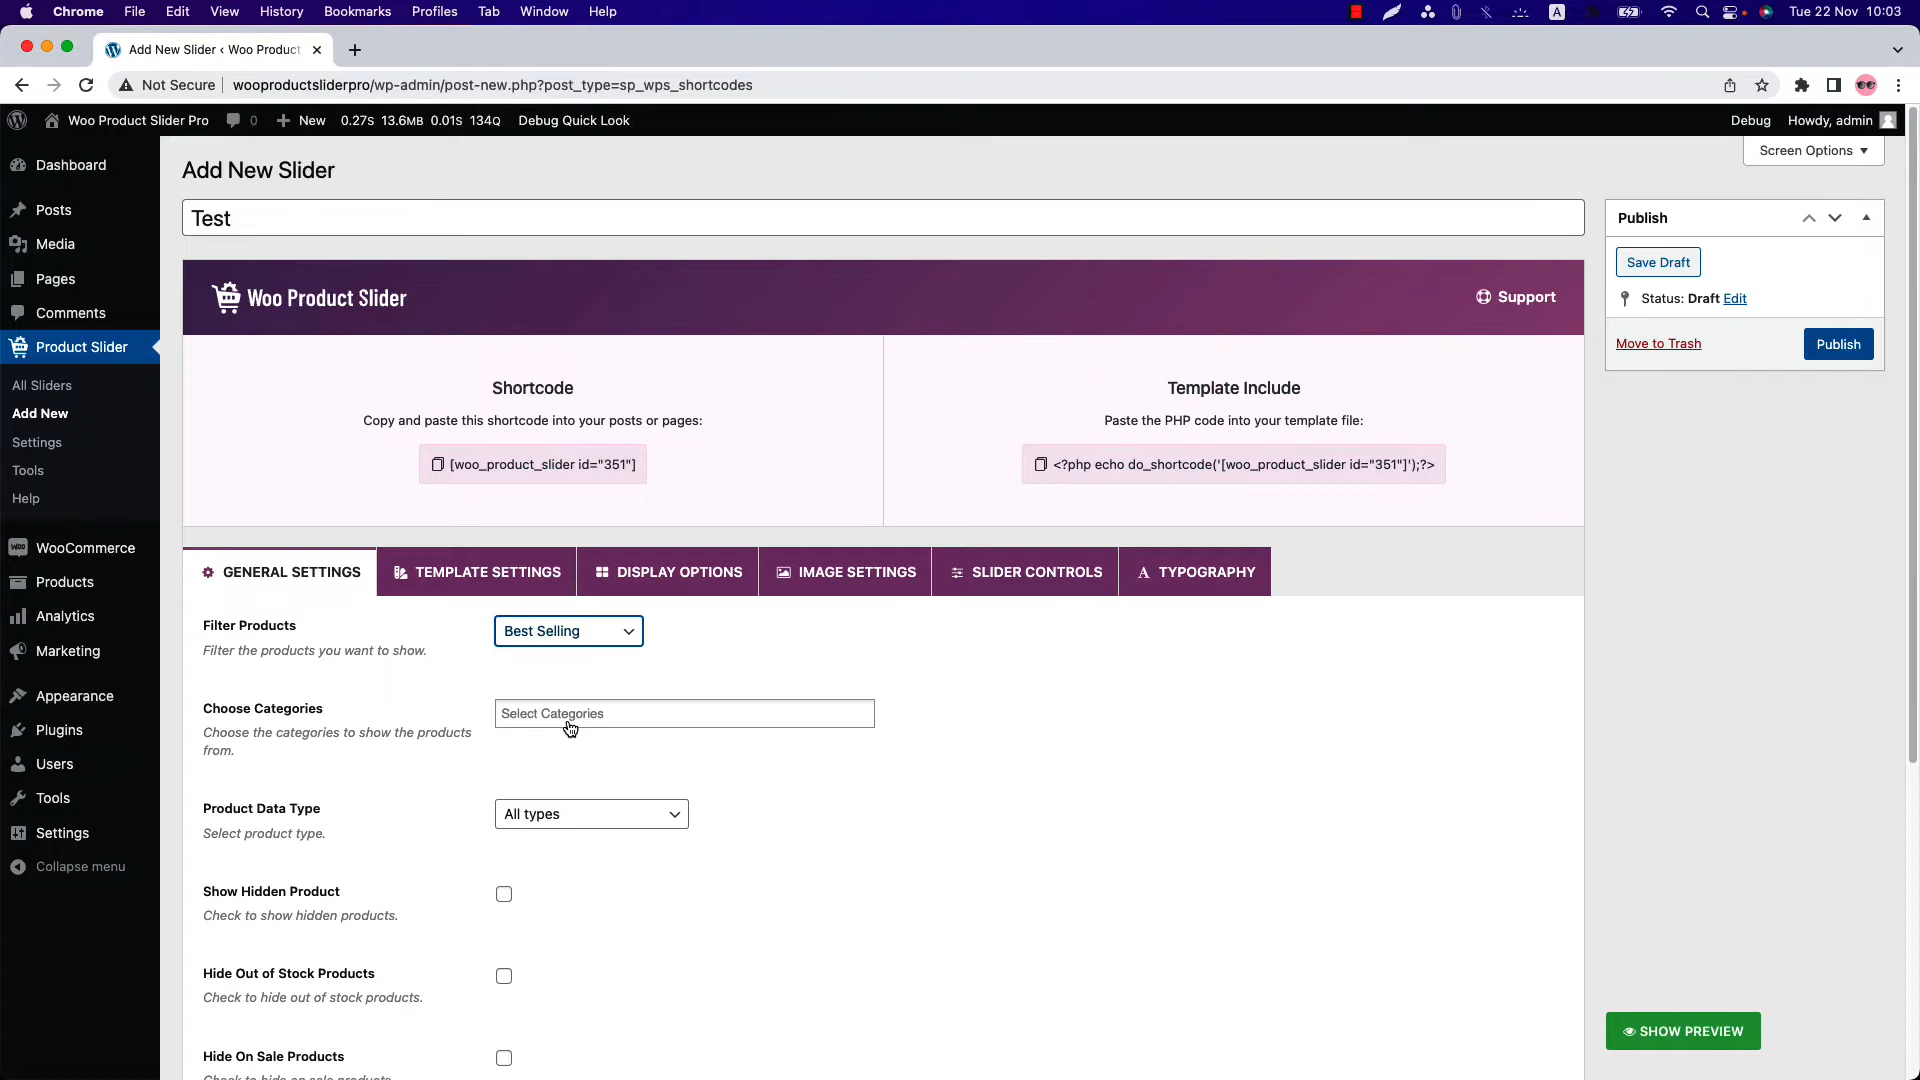 Chrome File Edit View History Bookmarks Profiles Tab Window Help
A
Tue 22 Nov 10:03
Add New Slider ‹ Woo Product
Not Secure
wooproductsliderpro/wp-admin/post-new.php?post_type=sp_wps_shortcodes
Woo Product Slider Pro 0 New 0.27S 13.6MB 0.01S 134Q Debug Quick Look
Debug Howdy, admin
Dashboard
Posts
Media
Pages
Comments
Product Slider
All Sliders
Add New
Settings
Tools
Help
WooCommerce
Products
Analytics
Marketing
Appearance
Plugins
Users
Tools
Settings
Collapse menu
Screen Options
Add New Slider
Test
Woo Product Slider
Support
Shortcode
Copy and paste this shortcode into your posts or pages:
[woo_product_slider id="351"]
Template Include
Paste the PHP code into your template file:
<?php echo do_shortcode('[woo_product_slider id="351"]');?>
GENERAL SETTINGS
TEMPLATE SETTINGS
DISPLAY OPTIONS
IMAGE SETTINGS
SLIDER CONTROLS
TYPOGRAPHY
Filter Products
Filter the products you want to show.
Best Selling
Choose Categories
Choose the categories to show the products
from.
Select Categories
Product Data Type
Select product type.
All types
Show Hidden Product
Check to show hidden products.
Hide Out of Stock Products
Check to hide out of stock products.
Hide On Sale Products
Check to hide on sale products
Publish
Save Draft
Status: Draft Edit
Move to Trash
Publish
SHOW PREVIEW